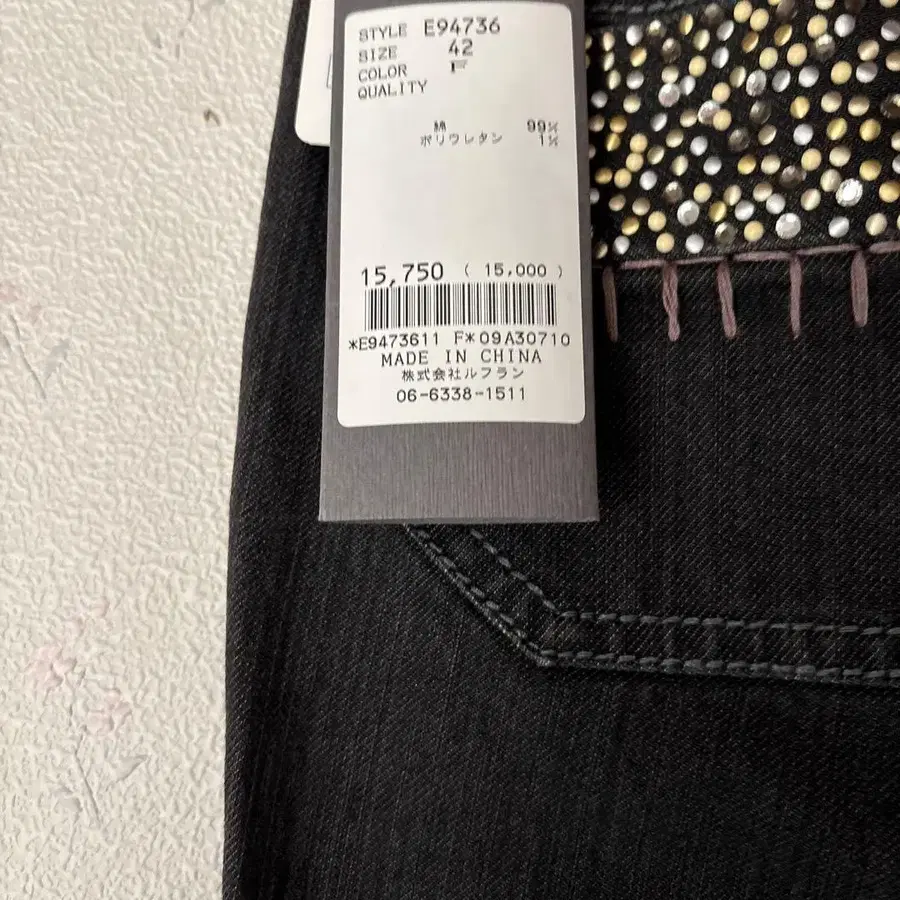 STYLE E94736
SIZE 42
COLOR F
QUALITY
綿 99%
ポリウレタン 1%
15,750 ( 15,000 )
*E9473611 F*09A30710
MADE IN CHINA
株式会社ルフラン
06-6338-1511